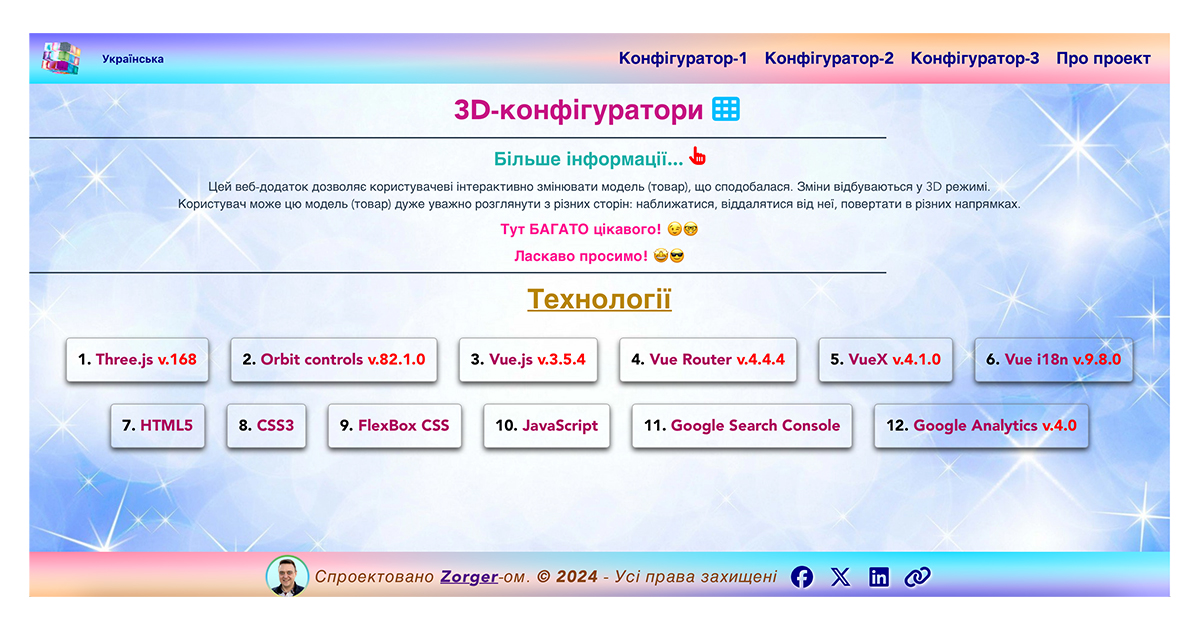 Українська
Конфігуратор-1 Конфігуратор-2 Конфігуратор-3 Про проект
3D-конфігуратори
Більше інформації...
Цей веб-додаток дозволяє користувачеві інтерактивно змінювати модель (товар), що сподобалася. Зміни відбуваються у 3D режимі.
Користувач може цю модель (товар) дуже уважно розглянути з різних сторін: наближатися, віддалятися від неї, повертати в різних напрямках.
Тут БАГАТО цікавого! 😉🤓
Ласкаво просимо! 🤩😎
Технології
1. Three.js v.168 2. Orbit controls v.82.1.0 3. Vue.js v.3.5.4 4. Vue Router v.4.4.4 5. VueX v.4.1.0 6. Vue i18n v.9.8.0
7. HTML5 8. CSS3 9. FlexBox CSS 10. JavaScript 11. Google Search Console 12. Google Analytics v.4.0
Спроектовано Zorger-ом. © 2024 - Усі права захищені